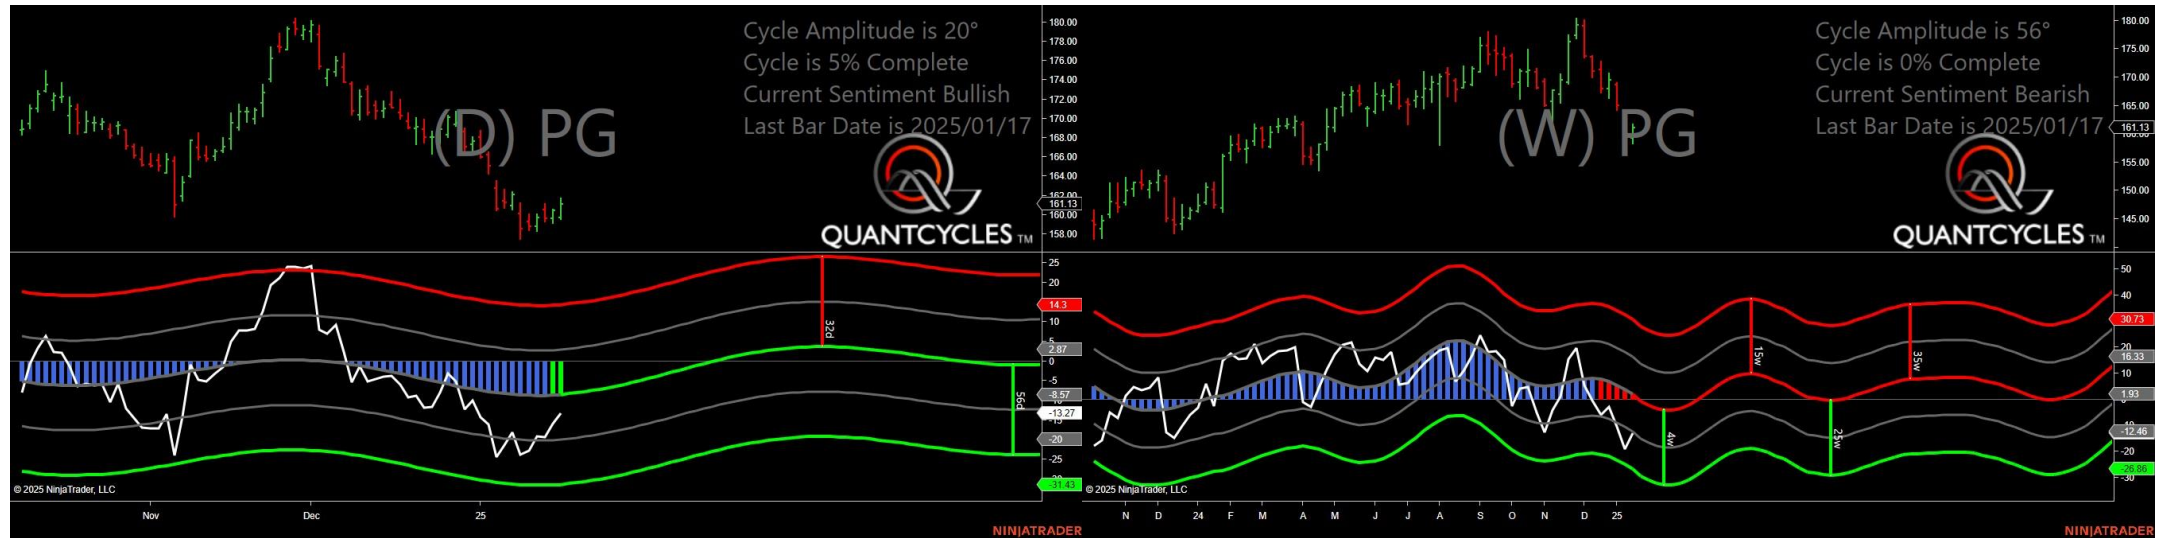 Cycle Amplitude is 20°
Cycle is 5% Complete
Current Sentiment Bullish
Last Bar Date is 2025/01/17
(D) PG
QUANTCYCLES TM
180.00
178.00
176.00
174.00
172.00
170.00
168.00
166.00
164.00
162.00
161.13
160.00
158.00
25
20
14.3
10
5
2.87
0
-5
-8.57
-13.27
-15
-20
-25
-31.43
32d
56d
© 2025 NinjaTrader, LLC
Nov
Dec
25
NINJATRADER
Cycle Amplitude is 56°
Cycle is 0% Complete
Current Sentiment Bearish
Last Bar Date is 2025/01/17
(W) PG
QUANTCYCLES TM
180.00
175.00
170.00
165.00
161.13
160.00
155.00
150.00
145.00
50
40
30.73
20
16.33
10
1.93
-12.46
-20
-26.86
-30
4w
15w
25w
35w
© 2025 NinjaTrader, LLC
N D 24 F M A M J J A S O N D 25
NINJATRADER